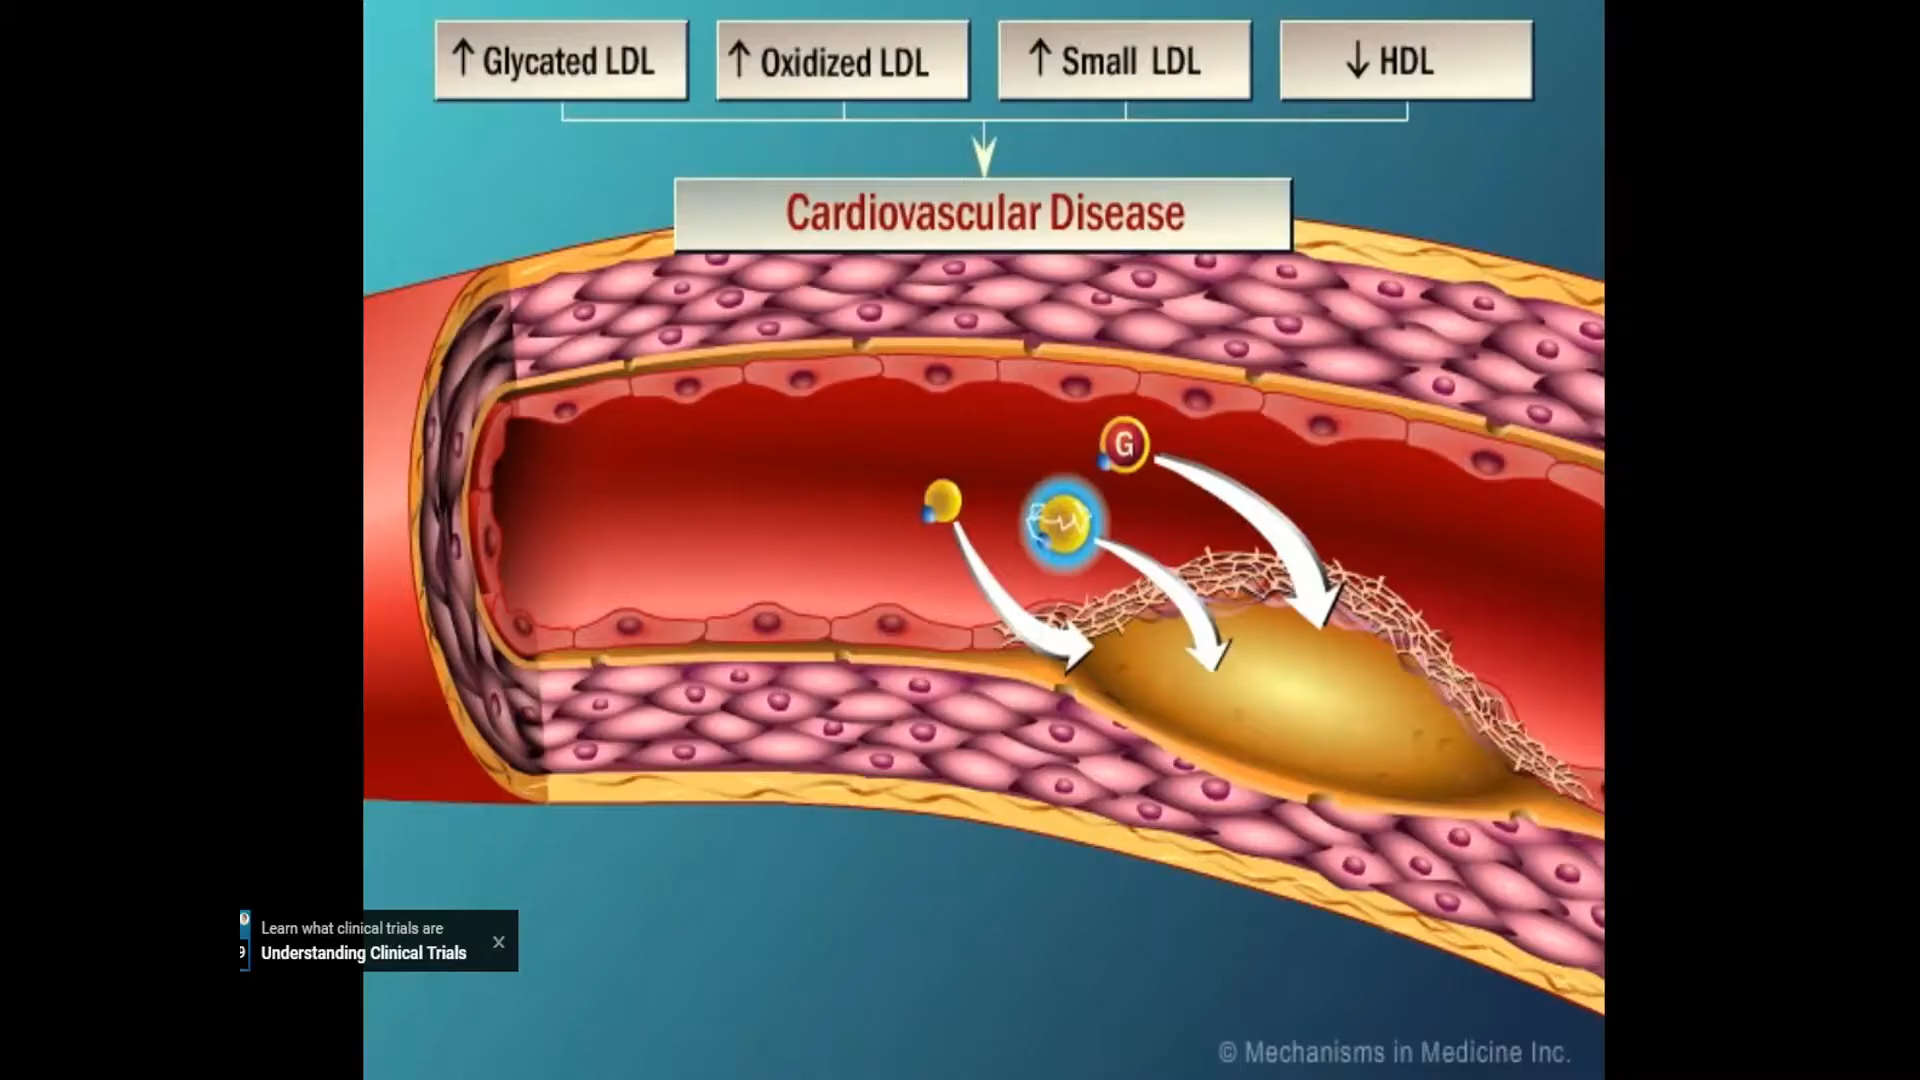 ↑ Glycated LDL
↑ Oxidized LDL
↑ Small LDL
↓ HDL
Cardiovascular Disease
G
Learn what clinical trials are
Understanding Clinical Trials
© Mechanisms in Medicine Inc.